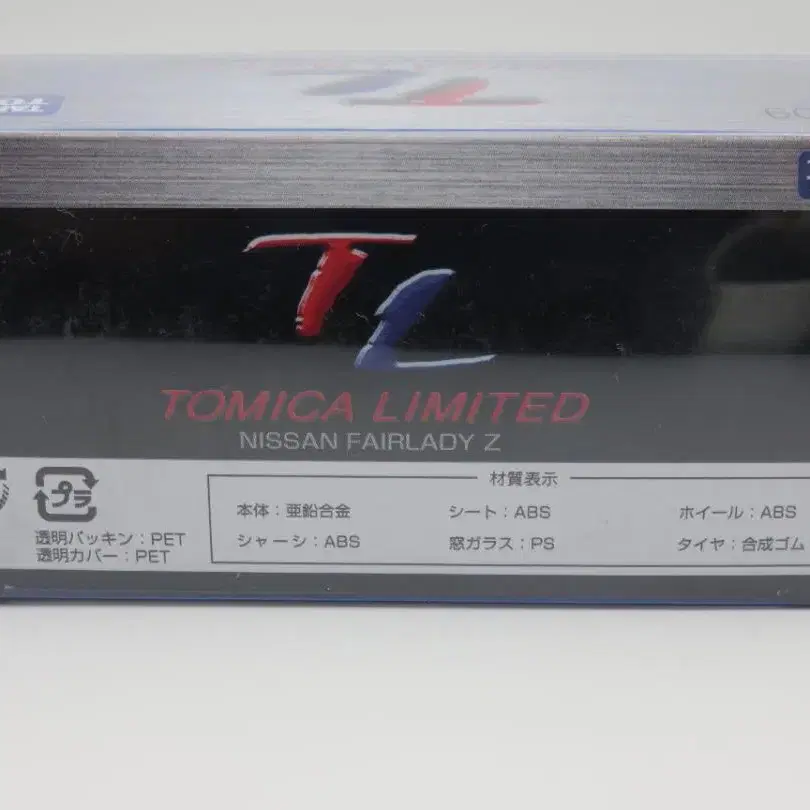 TL
TL
TOMICA LIMITED
NISSAN FAIRLADY Z
材質表示
プラ
本体：亜鉛合金 シート：ABS ホイール：ABS
透明パッキン：PET
シャーシ：ABS 窓ガラス：PS タイヤ：合成ゴム
透明カバー：PET